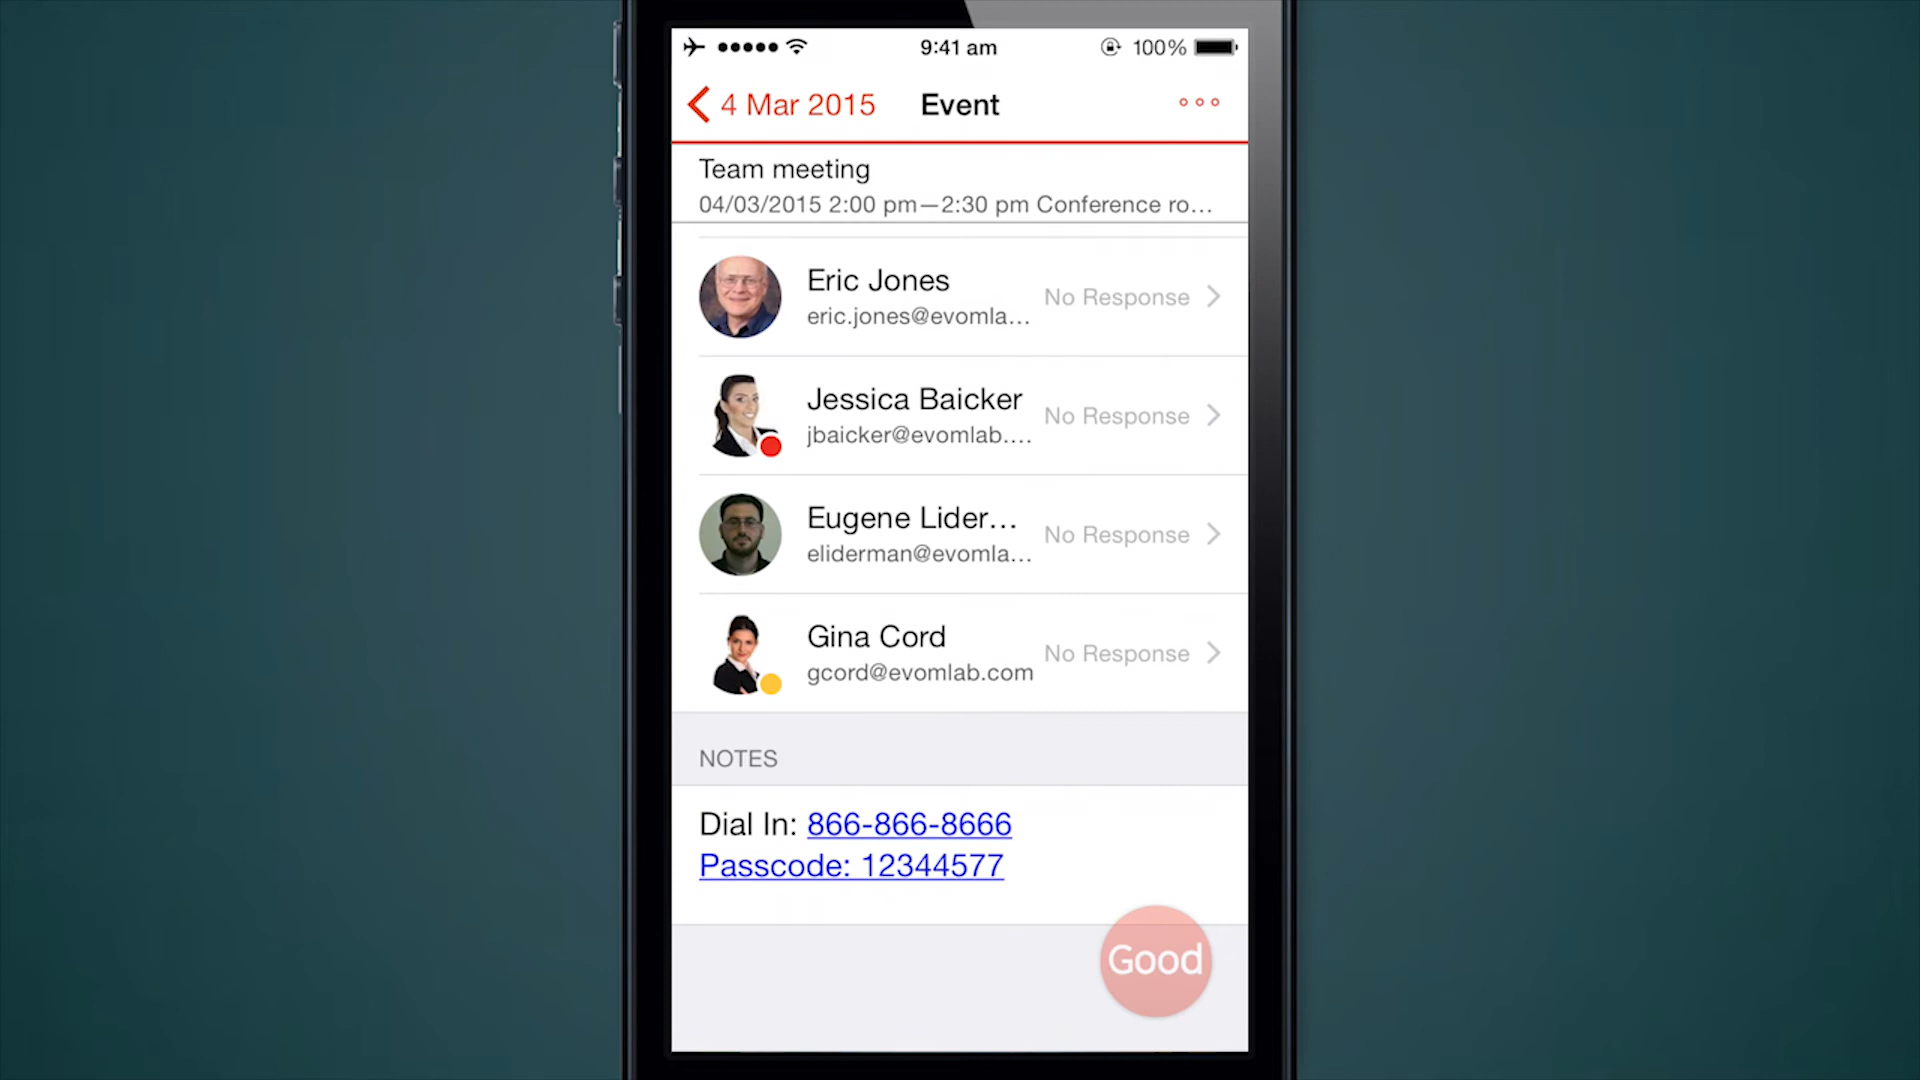 9:41 am
100%
4 Mar 2015
Event
Team meeting
04/03/2015 2:00 pm—2:30 pm Conference ro...
Eric Jones
eric.jones@evomla...
No Response
Jessica Baicker
jbaicker@evomlab....
No Response
Eugene Lider...
eliderman@evomla...
No Response
Gina Cord
gcord@evomlab.com
No Response
NOTES
Dial In: 866-866-8666
Passcode: 12344577
Good